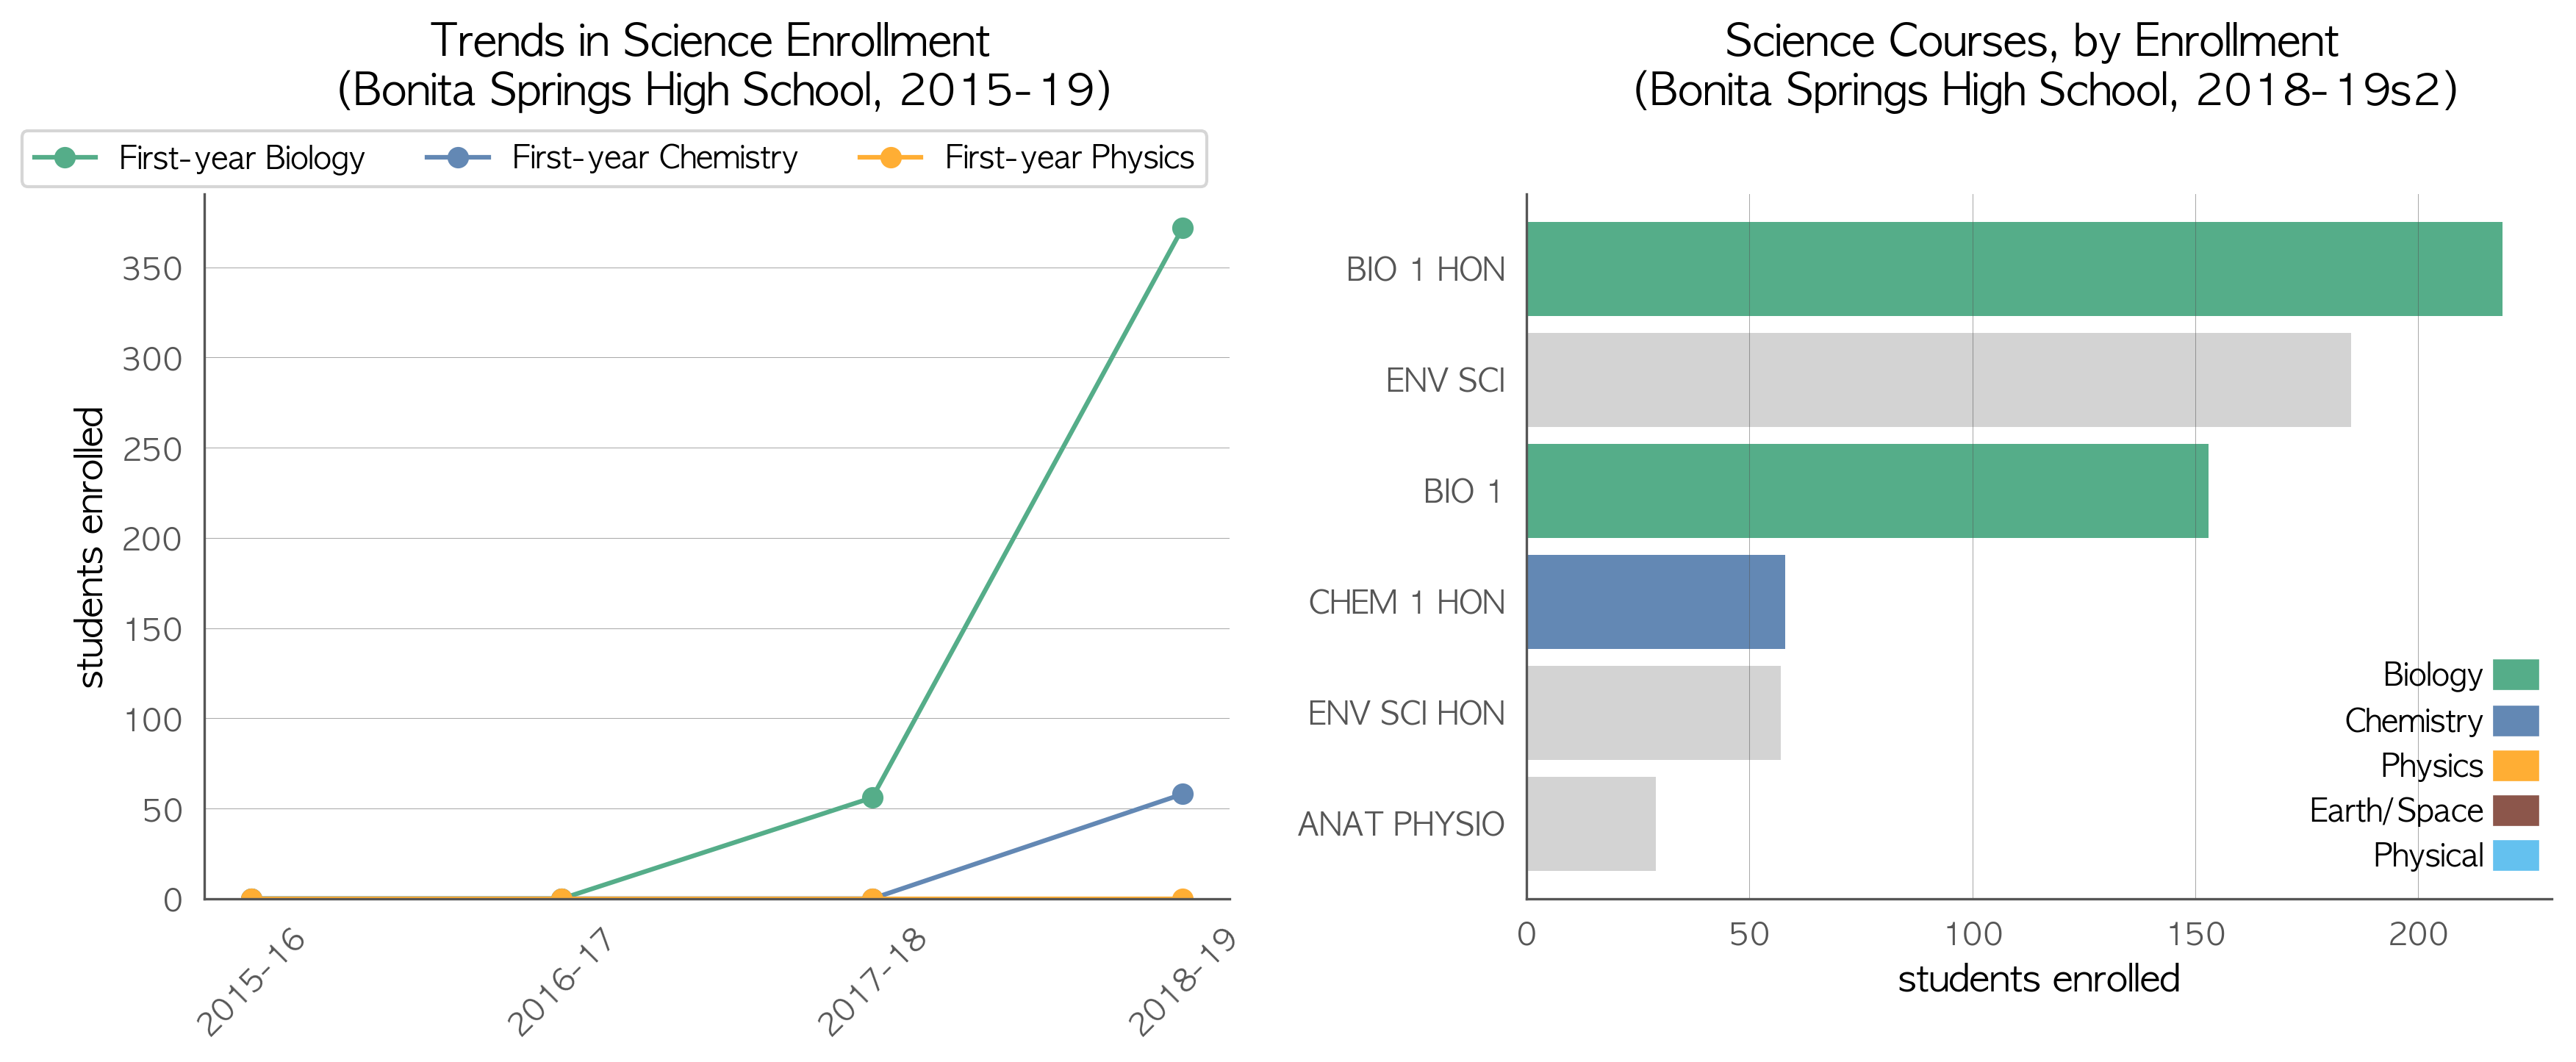 Trends in Science Enrollment
(Bonita Springs High School, 2015-19)
First-year Biology
First-year Chemistry
First-year Physics
350
300
250
200
150
100
50
0
students enrolled
2015-16
2016-17
2017-18
2018-19
Science Courses, by Enrollment
(Bonita Springs High School, 2018-19s2)
BIO 1 HON
ENV SCI
BIO 1
CHEM 1 HON
ENV SCI HON
ANAT PHYSIO
Biology
Chemistry
Physics
Earth/Space
Physical
0
50
100
150
200
students enrolled